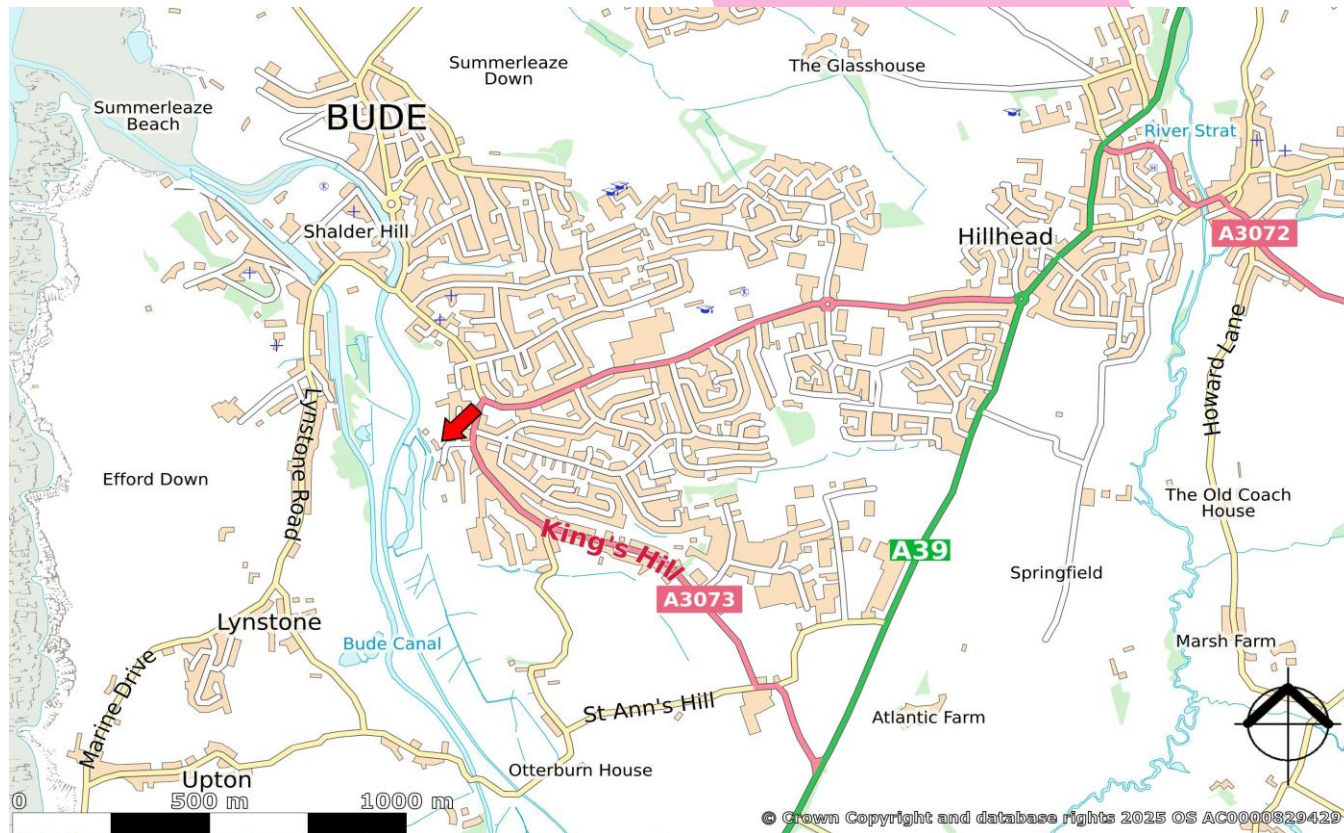 Summerleaze
Down
The Glasshouse
Summerleaze
Beach
BUDE
River Strat
H
Shalder Hill
Hillhead
A3072
Howard Lane
Lynstone Road
Efford Down
The Old Coach
House
King's Hill
A39
Springfield
A3073
Lynstone
Bude Canal
Marsh Farm
Marine Drive
St Ann's Hill
Atlantic Farm
Otterburn House
Upton
0
500 m
1000 m
© Crown Copyright and database rights 2025 OS AC0000829429